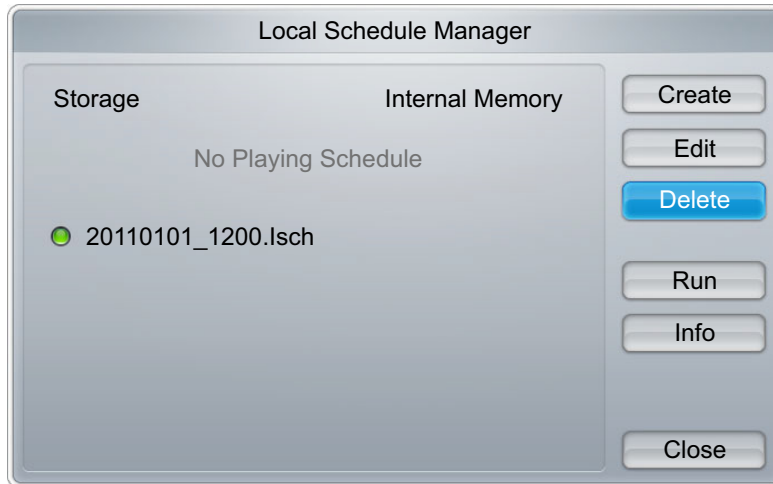 Local Schedule Manager
Storage Internal Memory
No Playing Schedule
20110101_1200.lsch
Create
Edit
Delete
Run
Info
Close